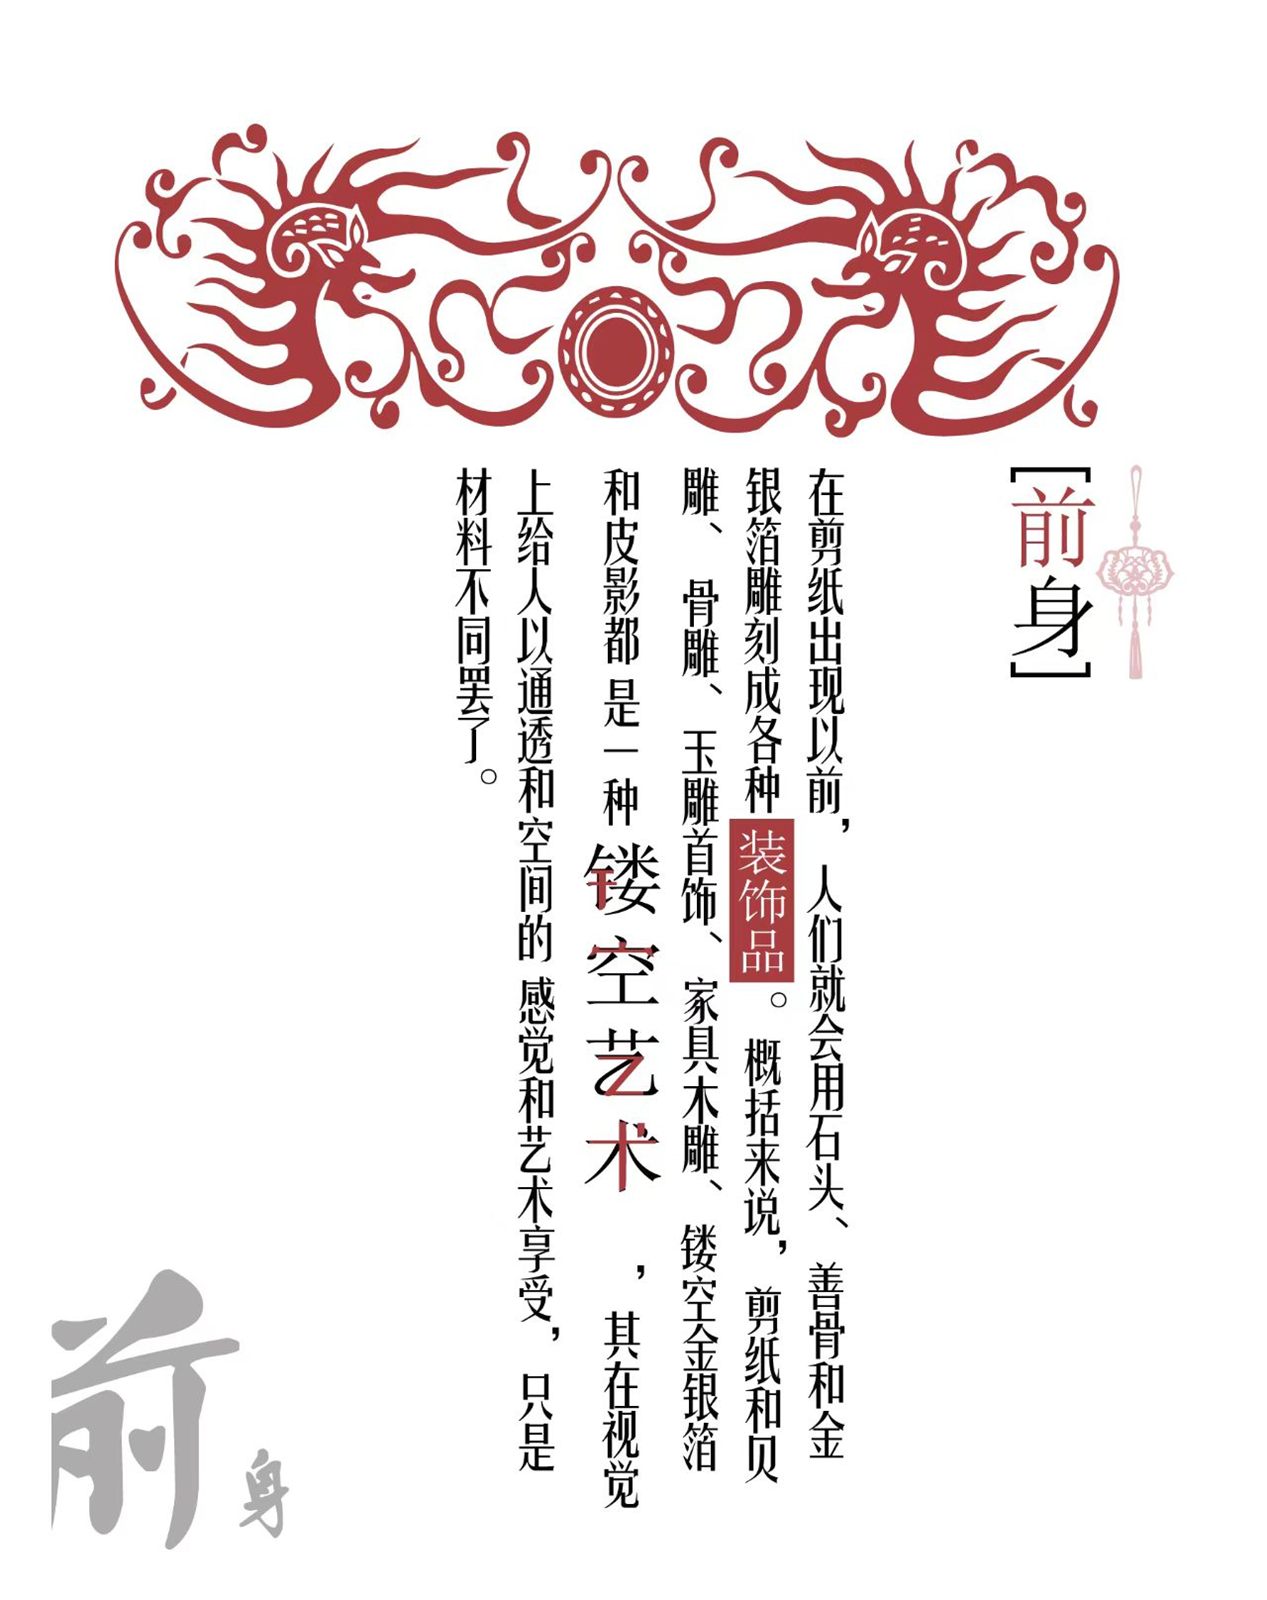 [前身]
在剪纸出现以前，人们就会用石头、善骨和金
银箔雕刻成各种装饰品。概括来说，剪纸和贝
雕、骨雕、玉雕首饰、家具木雕、镂空金银箔
和皮影都是一种镂空艺术，其在视觉
上给人以通透和空间的感觉和艺术享受，只是
材料不同罢了。
前身